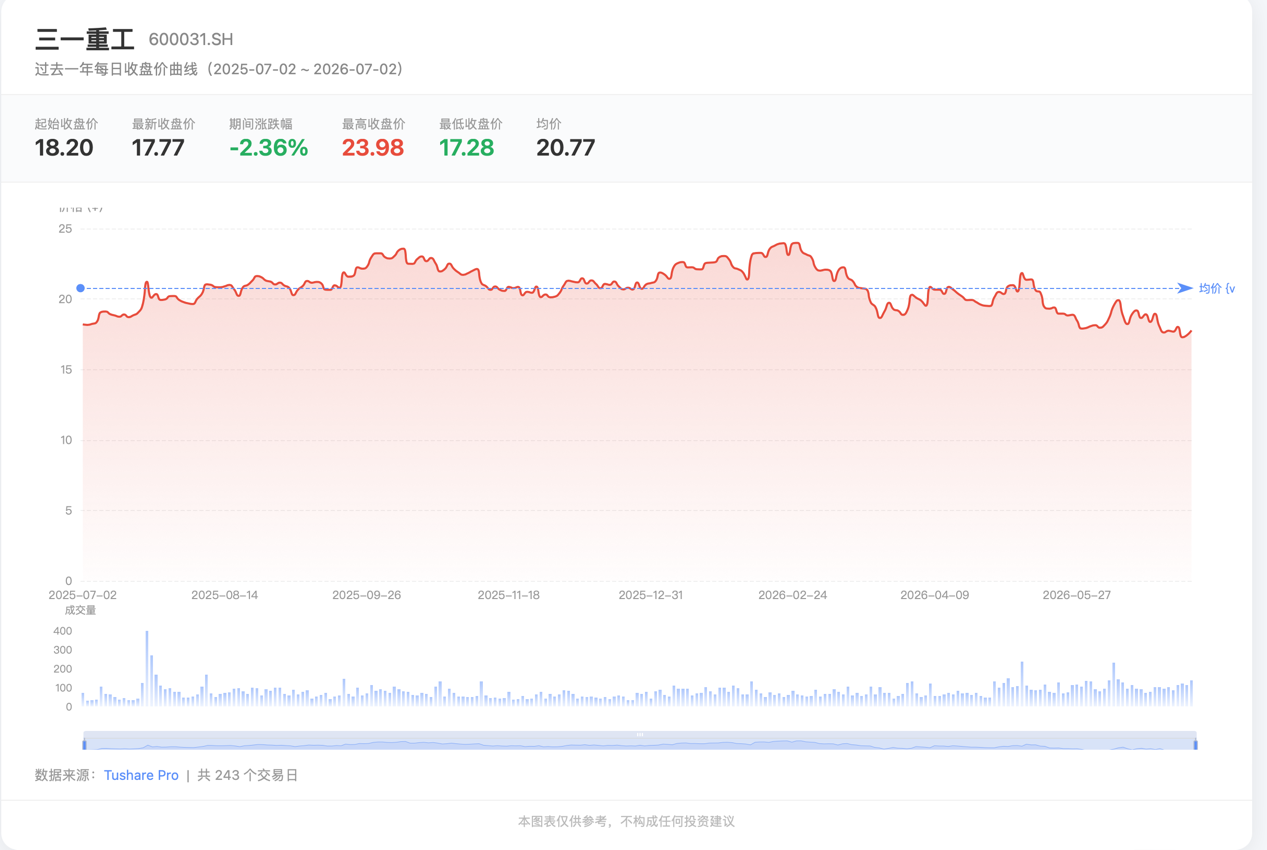 三一重工 600031.SH
过去一年每日收盘价曲线（2025-07-02 ~ 2026-07-02）
起始收盘价 最新收盘价 期间涨跌幅 最高收盘价 最低收盘价 均价
18.20 17.77 -2.36% 23.98 17.28 20.77
25
均价 {v
20
15
10
5
0
2025-07-02 2025-08-14 2025-09-26 2025-11-18 2025-12-31 2026-02-24 2026-04-09 2026-05-27
成交量
400
300
200
100
0
数据来源： Tushare Pro | 共 243 个交易日
本图表仅供参考，不构成任何投资建议